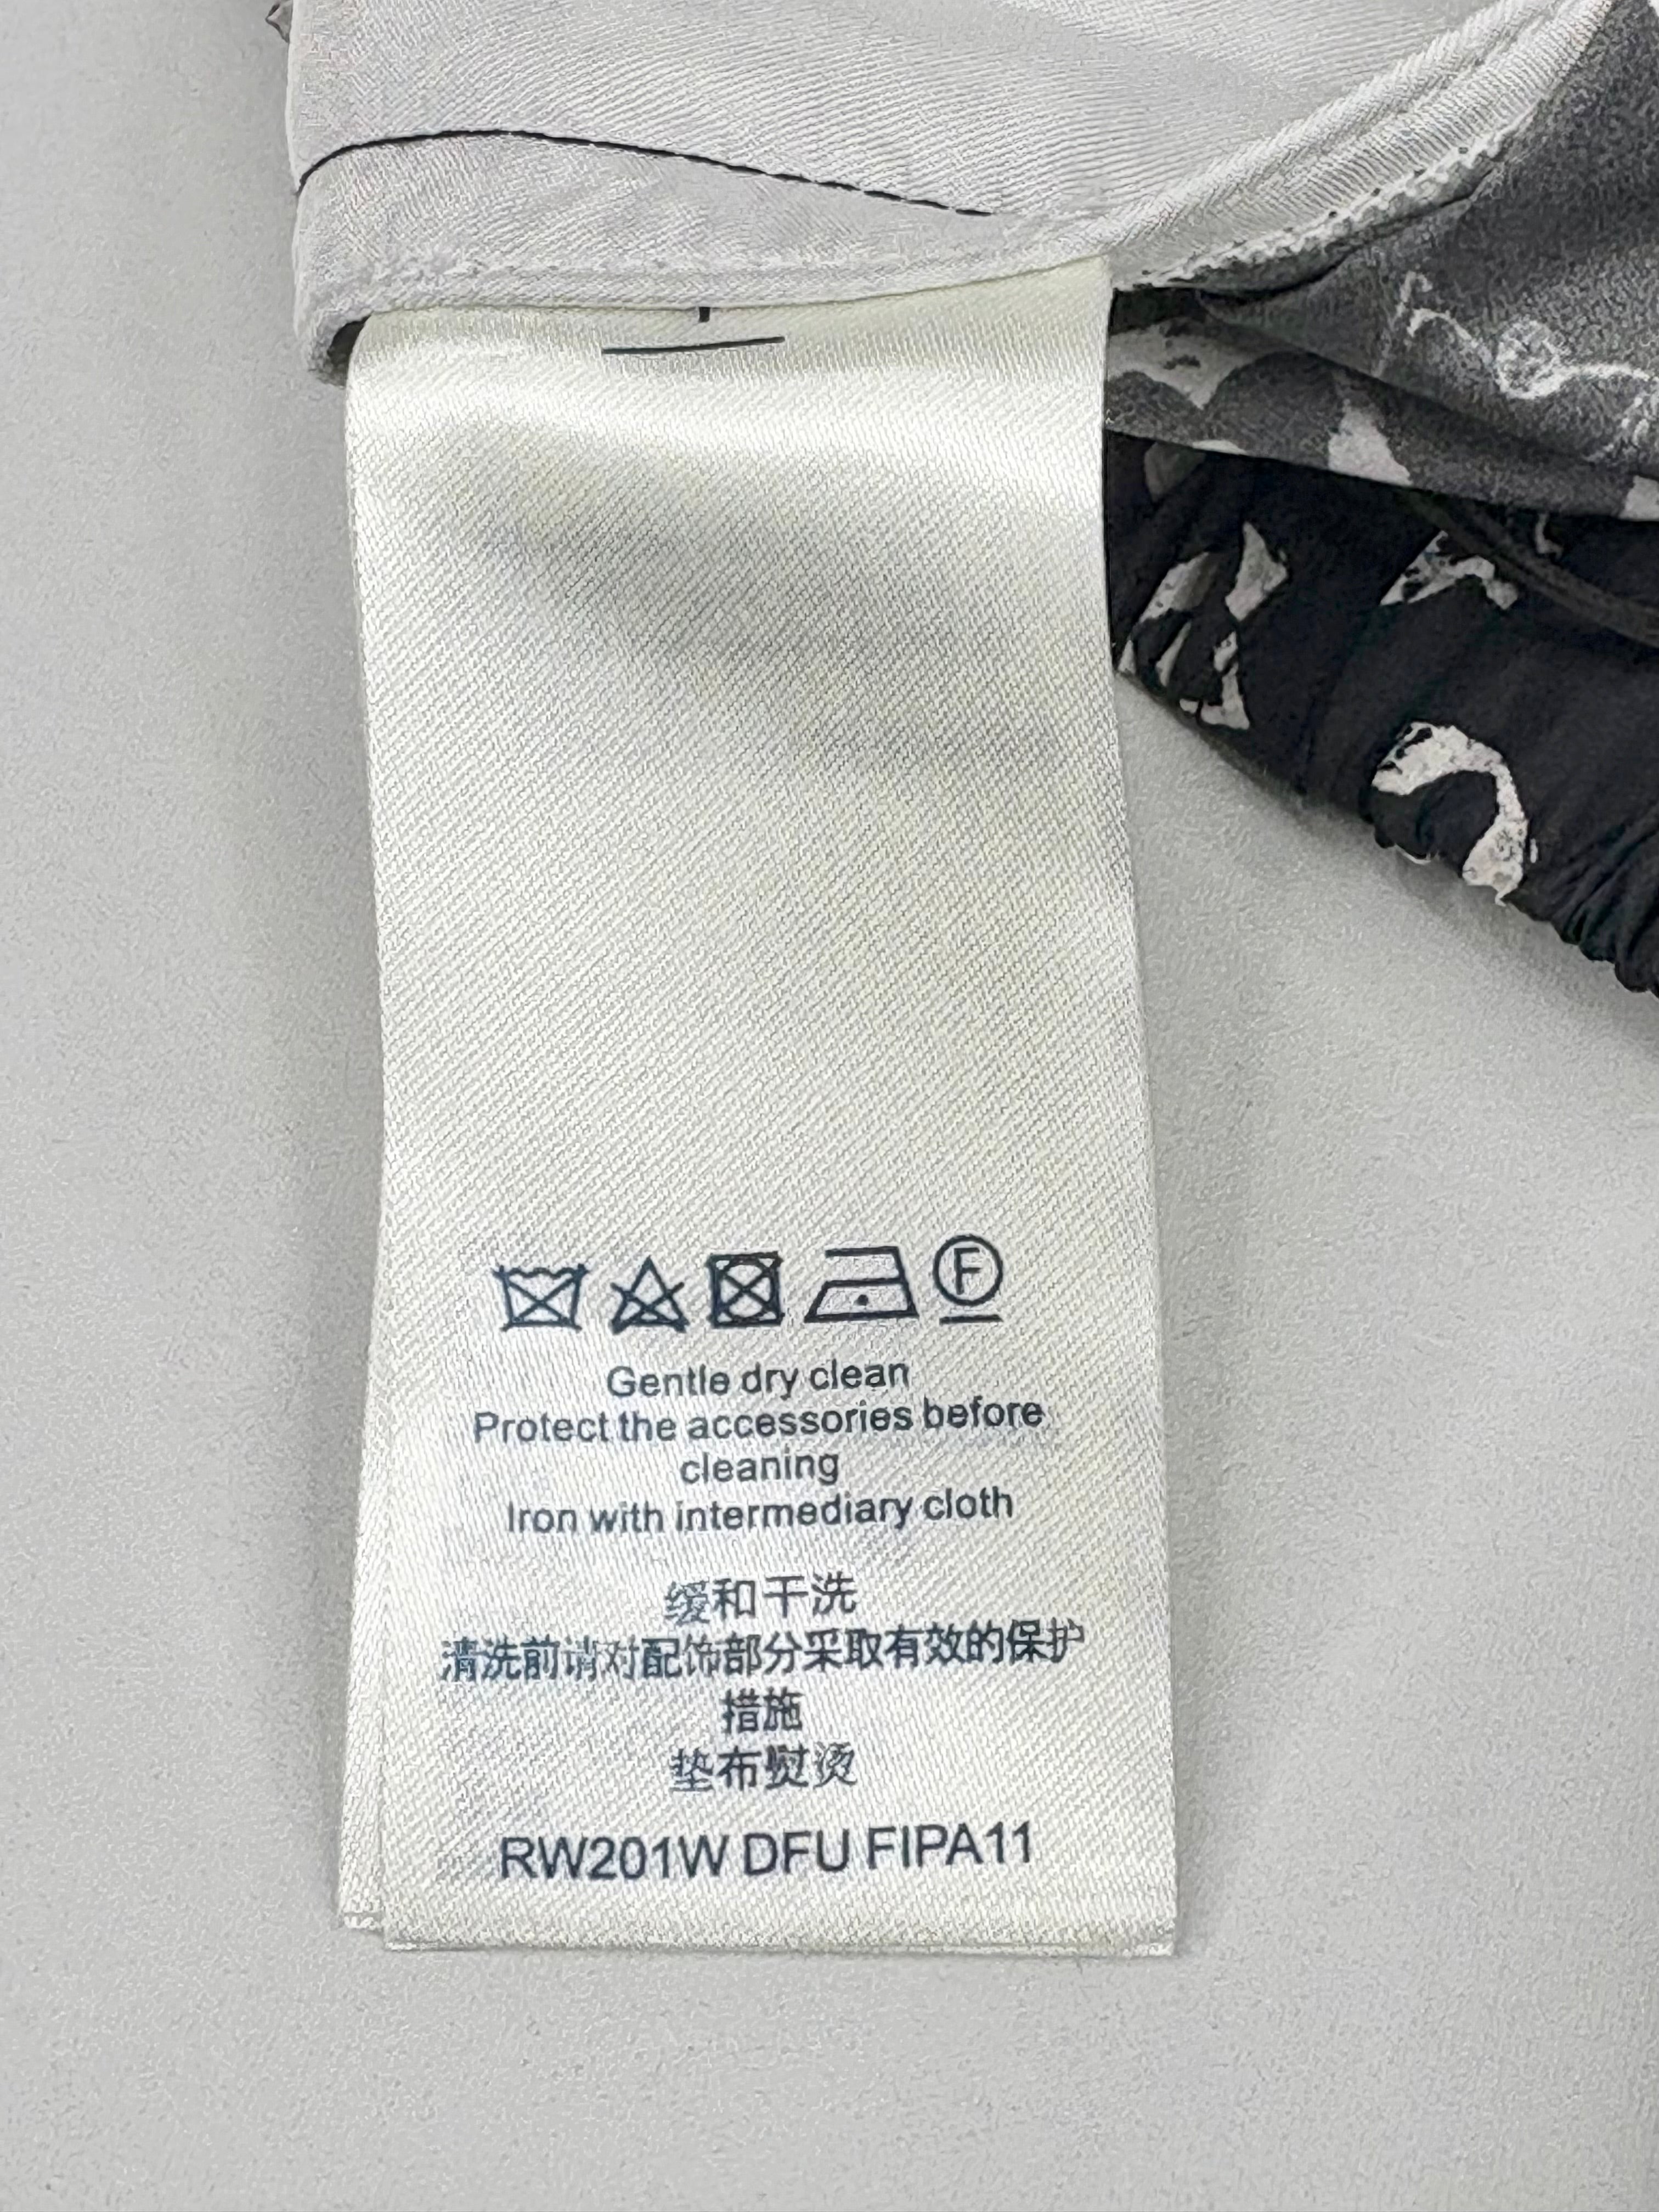 F
Gentle dry clean
Protect the accessories before
cleaning
Iron with intermediary cloth
缓和干洗
清洗前请对配饰部分采取有效的保护
措施
垫布熨烫
RW201W DFU FIPA11